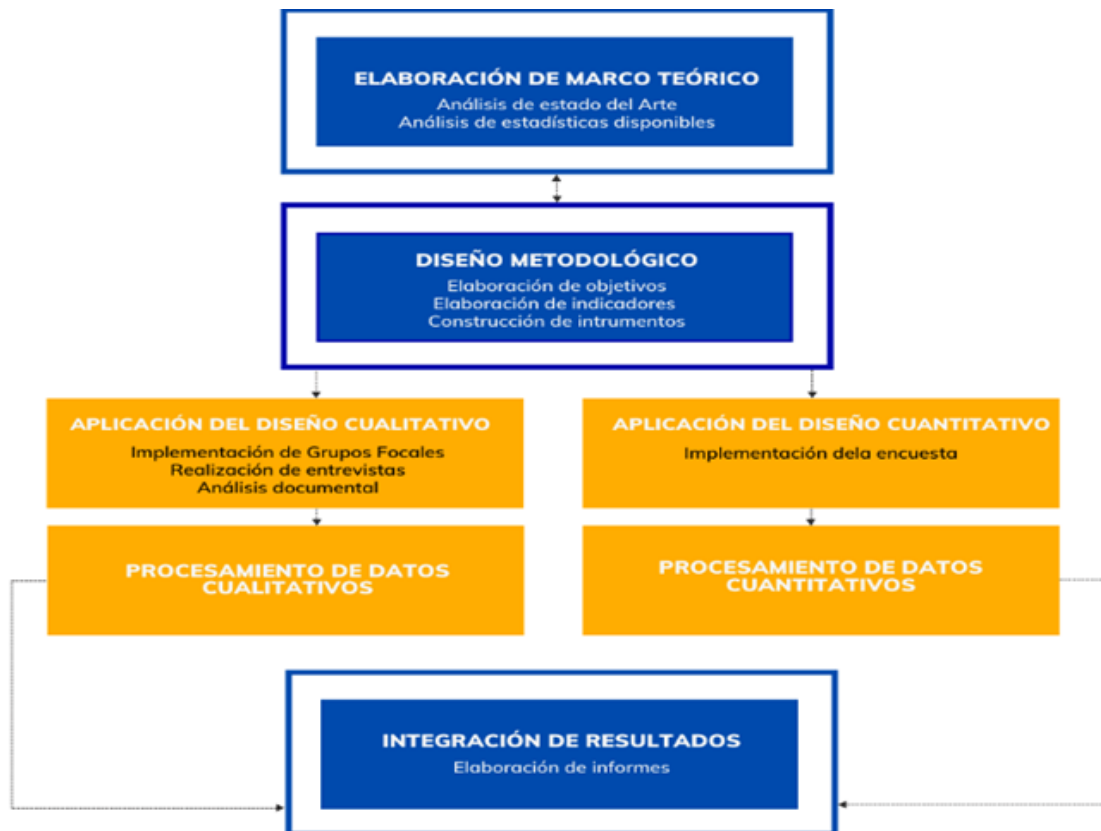 ELABORACIÓN DE MARCO TEÓRICO
Análisis de estado del Arte
Análisis de estadísticas disponibles
DISEÑO METODOLÓGICO
Elaboración de objetivos
Elaboración de indicadores
Construcción de intrumentos
APLICACIÓN DEL DISEÑO CUALITATIVO
Implementación de Grupos Focales
Realización de entrevistas
Análisis documental
APLICACIÓN DEL DISEÑO CUANTITATIVO
Implementación dela encuesta
PROCESAMIENTO DE DATOS
CUALITATIVOS
PROCESAMIENTO DE DATOS
CUANTITATIVOS
INTEGRACIÓN DE RESULTADOS
Elaboración de informes